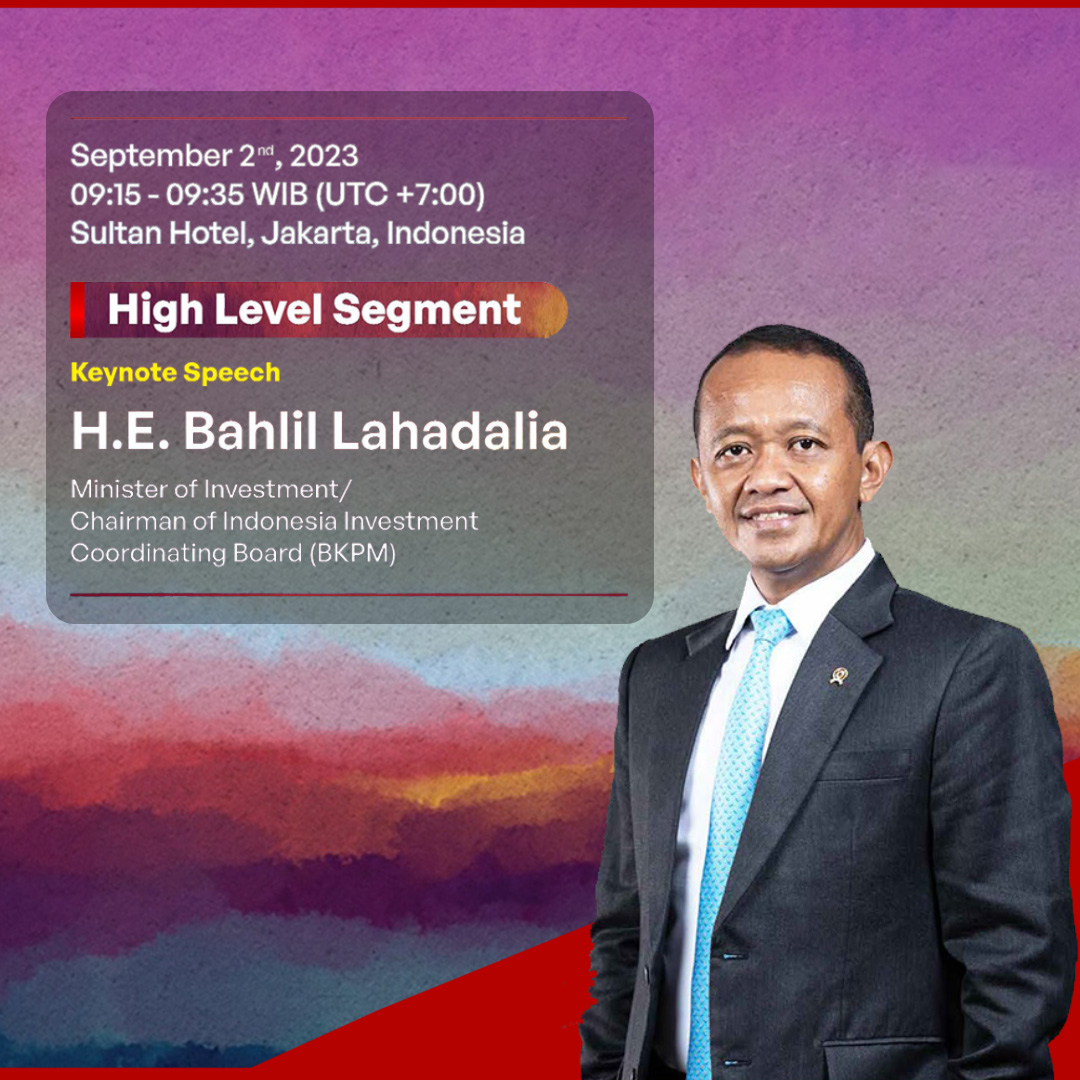 September 2nd, 2023
09:15 - 09:35 WIB (UTC +7:00)
Sultan Hotel, Jakarta, Indonesia
High Level Segment
Keynote Speech
H.E. Bahlil Lahadalia
Minister of Investment/
Chairman of Indonesia Investment
Coordinating Board (BKPM)